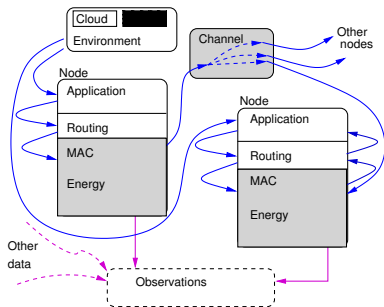 Cloud
Environment
Channel
Other
nodes
Node
Application
Routing
MAC
Energy
Node
Application
Routing
MAC
Energy
Other
data
Observations